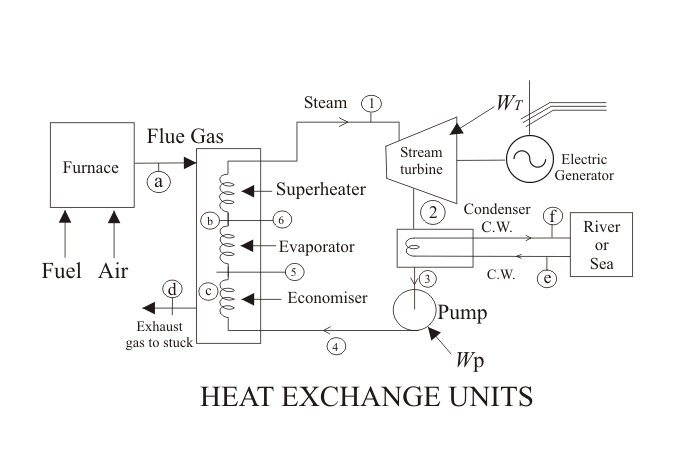 Steam
1
W_T
Flue Gas
Furnace
Stream
turbine
Electric
Generator
a
Superheater
2
Condenser
C.W.
f
River
or
Sea
b
6
Evaporator
Fuel
Air
5
C.W.
e
3
d
c
Economiser
Pump
Exhaust
gas to stuck
4
Wp
HEAT EXCHANGE UNITS